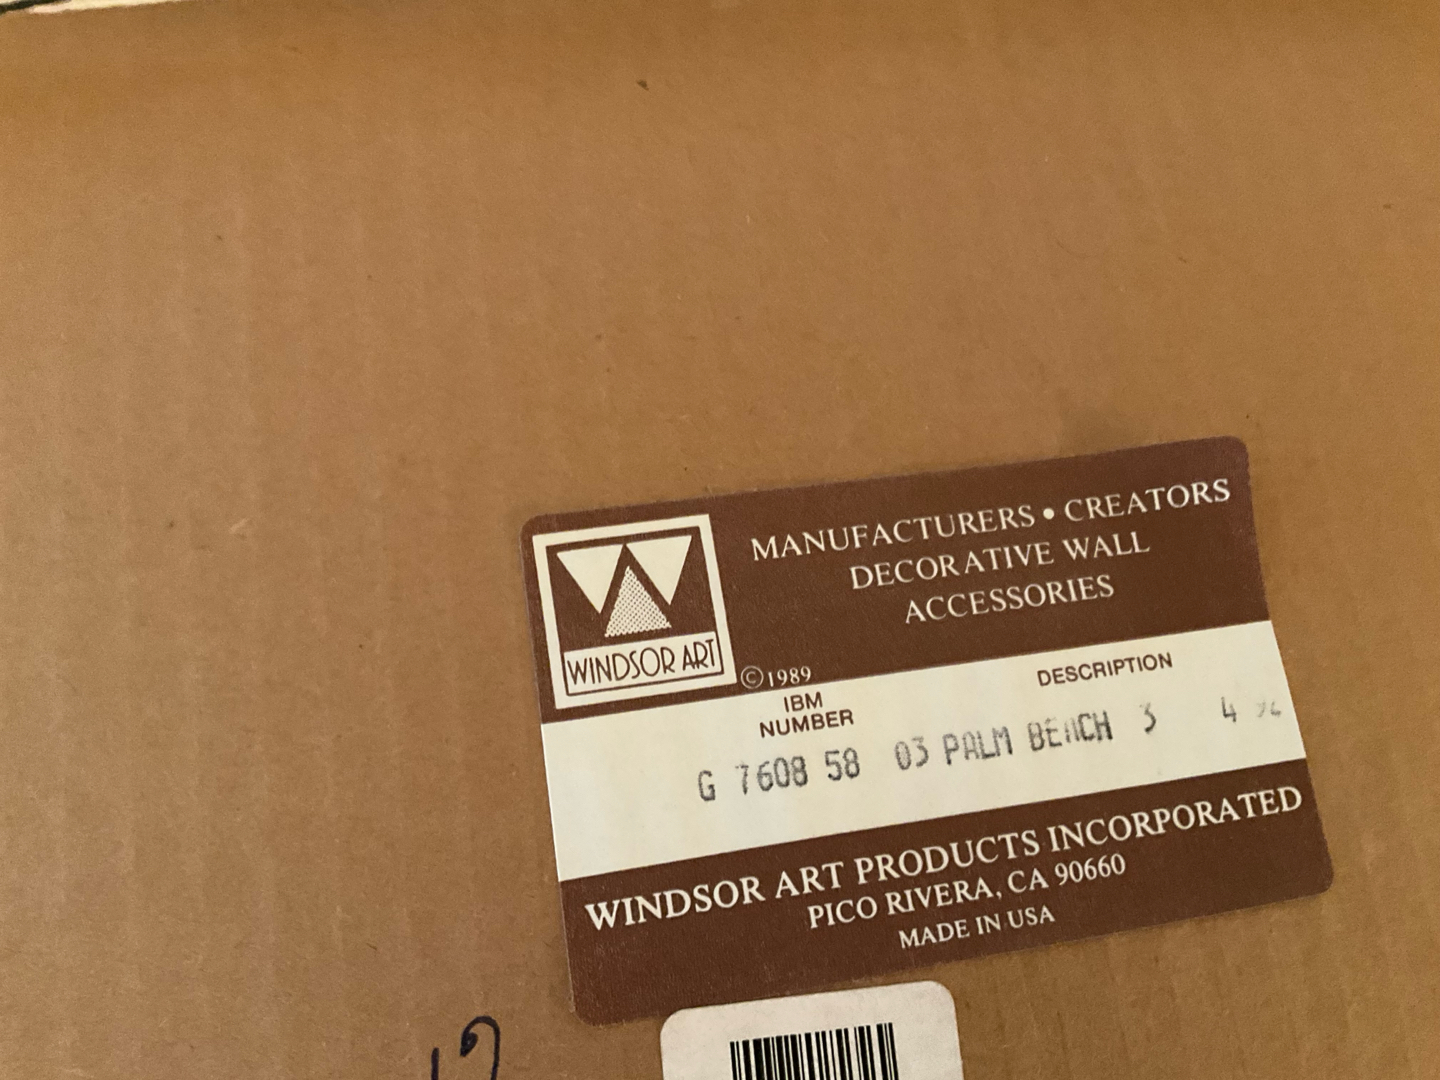 MANUFACTURERS • CREATORS
DECORATIVE WALL
ACCESSORIES
WINDSOR ART
©1989
IBM
NUMBER
DESCRIPTION
G 7608 58 03 PALM BEACH 3 4
WINDSOR ART PRODUCTS INCORPORATED
PICO RIVERA, CA 90660
MADE IN USA